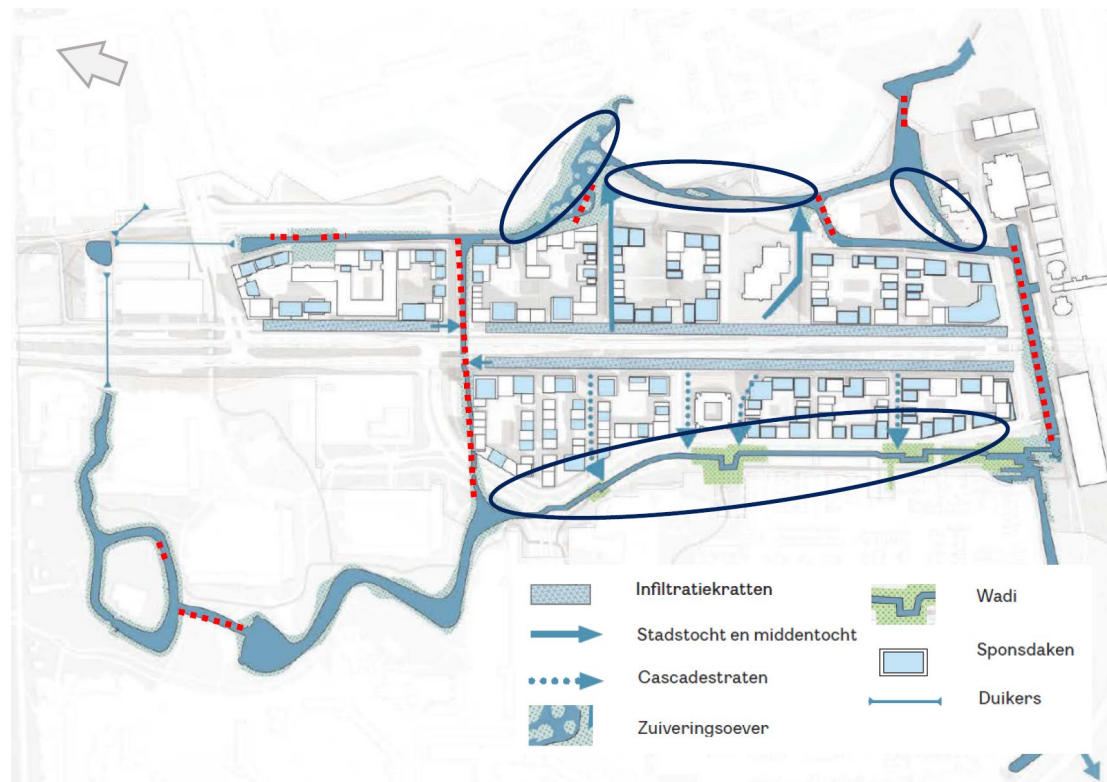 Infiltratiekratten
Stadstocht en middentocht
Cascadestraten
Zuiveringsoever
Wadi
Sponsdaken
Duikers